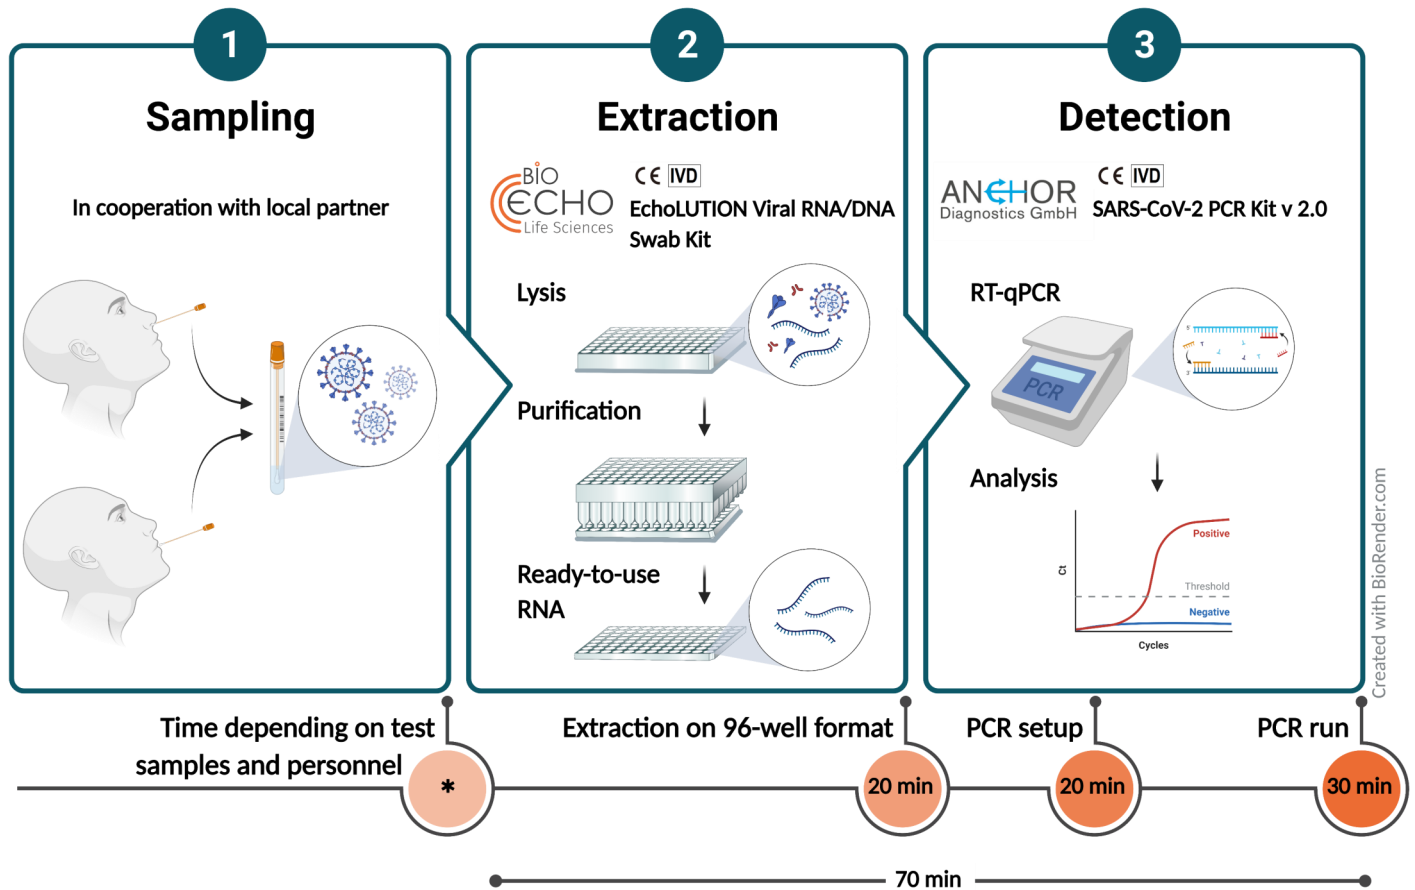 1
Sampling
In cooperation with local partner
2
Extraction
BIO
ECHO
Life Sciences
CE IVD
EchoLUTION Viral RNA/DNA
Swab Kit
Lysis
Purification
Ready-to-use
RNA
3
Detection
ANCHOR
Diagnostics GmbH
CE IVD
SARS-CoV-2 PCR Kit v 2.0
RT-qPCR
PCR
5'
3'
Analysis
Ct
Positive
Threshold
Negative
Cycles
Created with BioRender.com
Time depending on test
samples and personnel
*
Extraction on 96-well format
20 min
PCR setup
20 min
PCR run
30 min
70 min